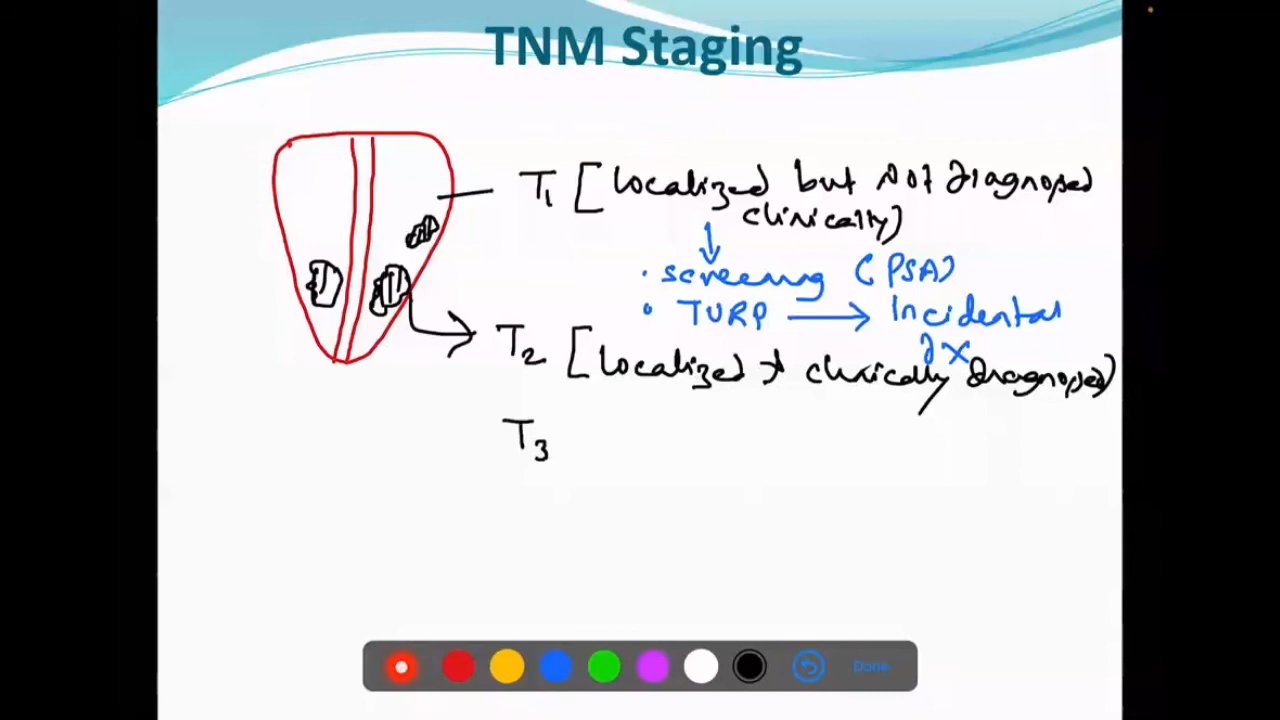 TNM Staging
T1 [localized but not diagnosed
clinically)
• screening (PSA)
• TURP → Incidental
Dx
T2 [localized + clinically diagnosed)
T3
Done